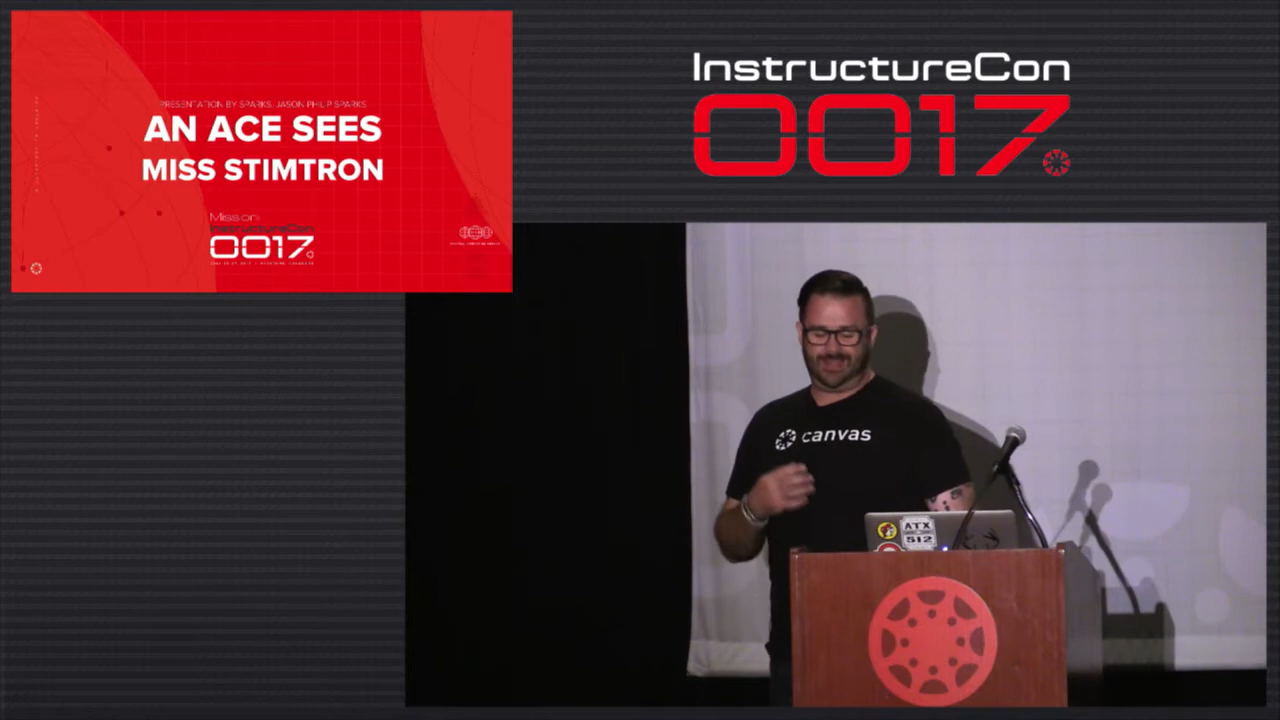 PRESENTATION BY SPARKS, JASON PHILIP SPARKS
AN ACE SEES
MISS STIMTRON
Mission:
InstructureCon
0017
InstructureCon
0017
canvas
ATX
512